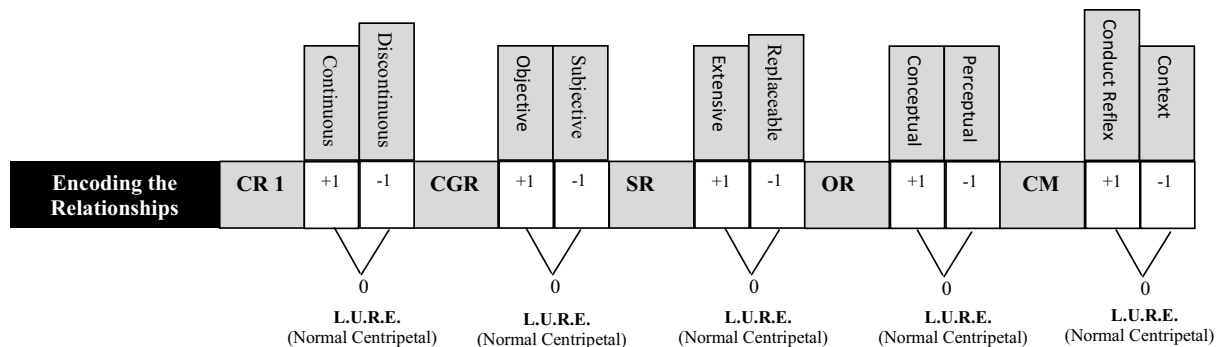 Continuous
Discontinuous
Objective
Subjective
Extensive
Replaceable
Conceptual
Perceptual
Conduct Reflex
Context
Encoding the
Relationships
CR 1
+1
-1
CGR
+1
-1
SR
+1
-1
OR
+1
-1
CM
+1
-1
0
0
0
0
0
L.U.R.E.
(Normal Centripetal)
L.U.R.E.
(Normal Centripetal)
L.U.R.E.
(Normal Centripetal)
L.U.R.E.
(Normal Centripetal)
L.U.R.E.
(Normal Centripetal)